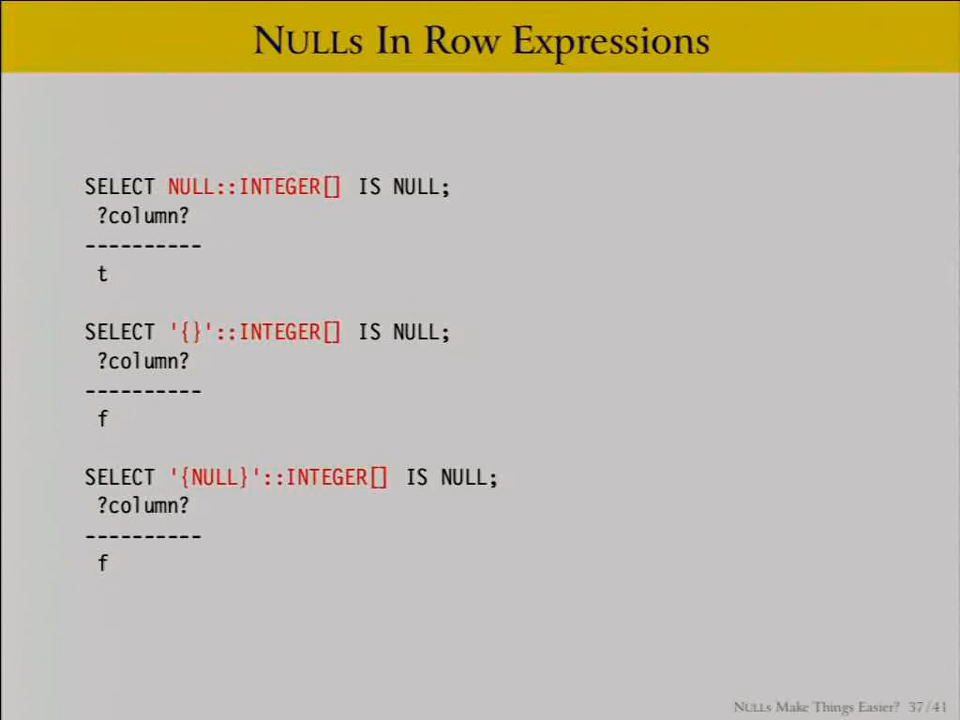 NULLs In Row Expressions
SELECT NULL::INTEGER[] IS NULL;
?column?
----------
t
SELECT '{}'::INTEGER[] IS NULL;
?column?
----------
f
SELECT '{NULL}'::INTEGER[] IS NULL;
?column?
----------
f
NULLs Make Things Easier? 37/41